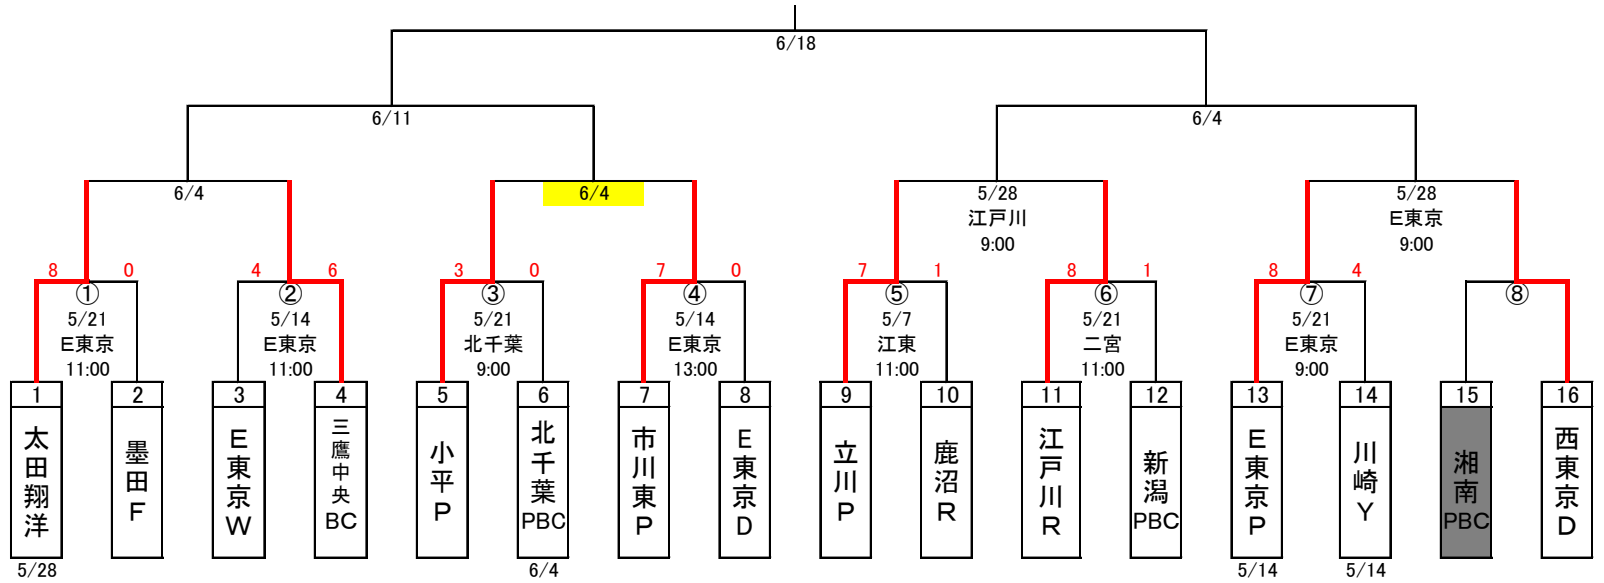 6/18
6/11
6/4
6/4
6/4
5/28
江戸川
9:00
5/28
E東京
9:00
8 0
4 6
3 0
7 0
7 1
8 1
8 4
①
5/21
E東京
11:00
②
5/14
E東京
11:00
③
5/21
北千葉
9:00
④
5/14
E東京
13:00
⑤
5/7
江東
11:00
⑥
5/21
二宮
11:00
⑦
5/21
E東京
9:00
⑧
1
太田翔洋
5/28
2
墨田F
3
E東京W
4
三鷹中央BC
5
小平P
6
北千葉PBC
6/4
7
市川東P
8
E東京D
9
立川P
10
鹿沼R
11
江戸川R
12
新潟PBC
13
E東京P
5/14
14
川崎Y
5/14
15
湘南PBC
16
西東京D